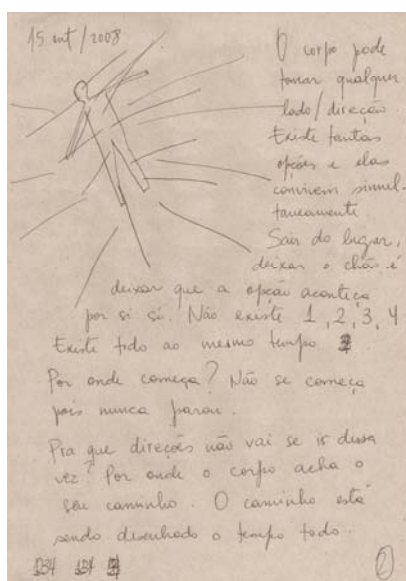 15 out/2008
O corpo pode
tomar qualquer
lado/direção.
Existe tantas
opções e elas
convivem simul-
taneamente
Sair do lugar,
deixar o chão é
deixar que a opção aconteça
por si só. Não existe 1, 2, 3, 4
Existe tudo ao mesmo tempo
Por onde começa? Não se começa
pois nunca parou.
Pra que direções não vai se ir dessa
vez? Por onde o corpo acha o
seu caminho. O caminho está
sendo desenhado o tempo todo.
134
2